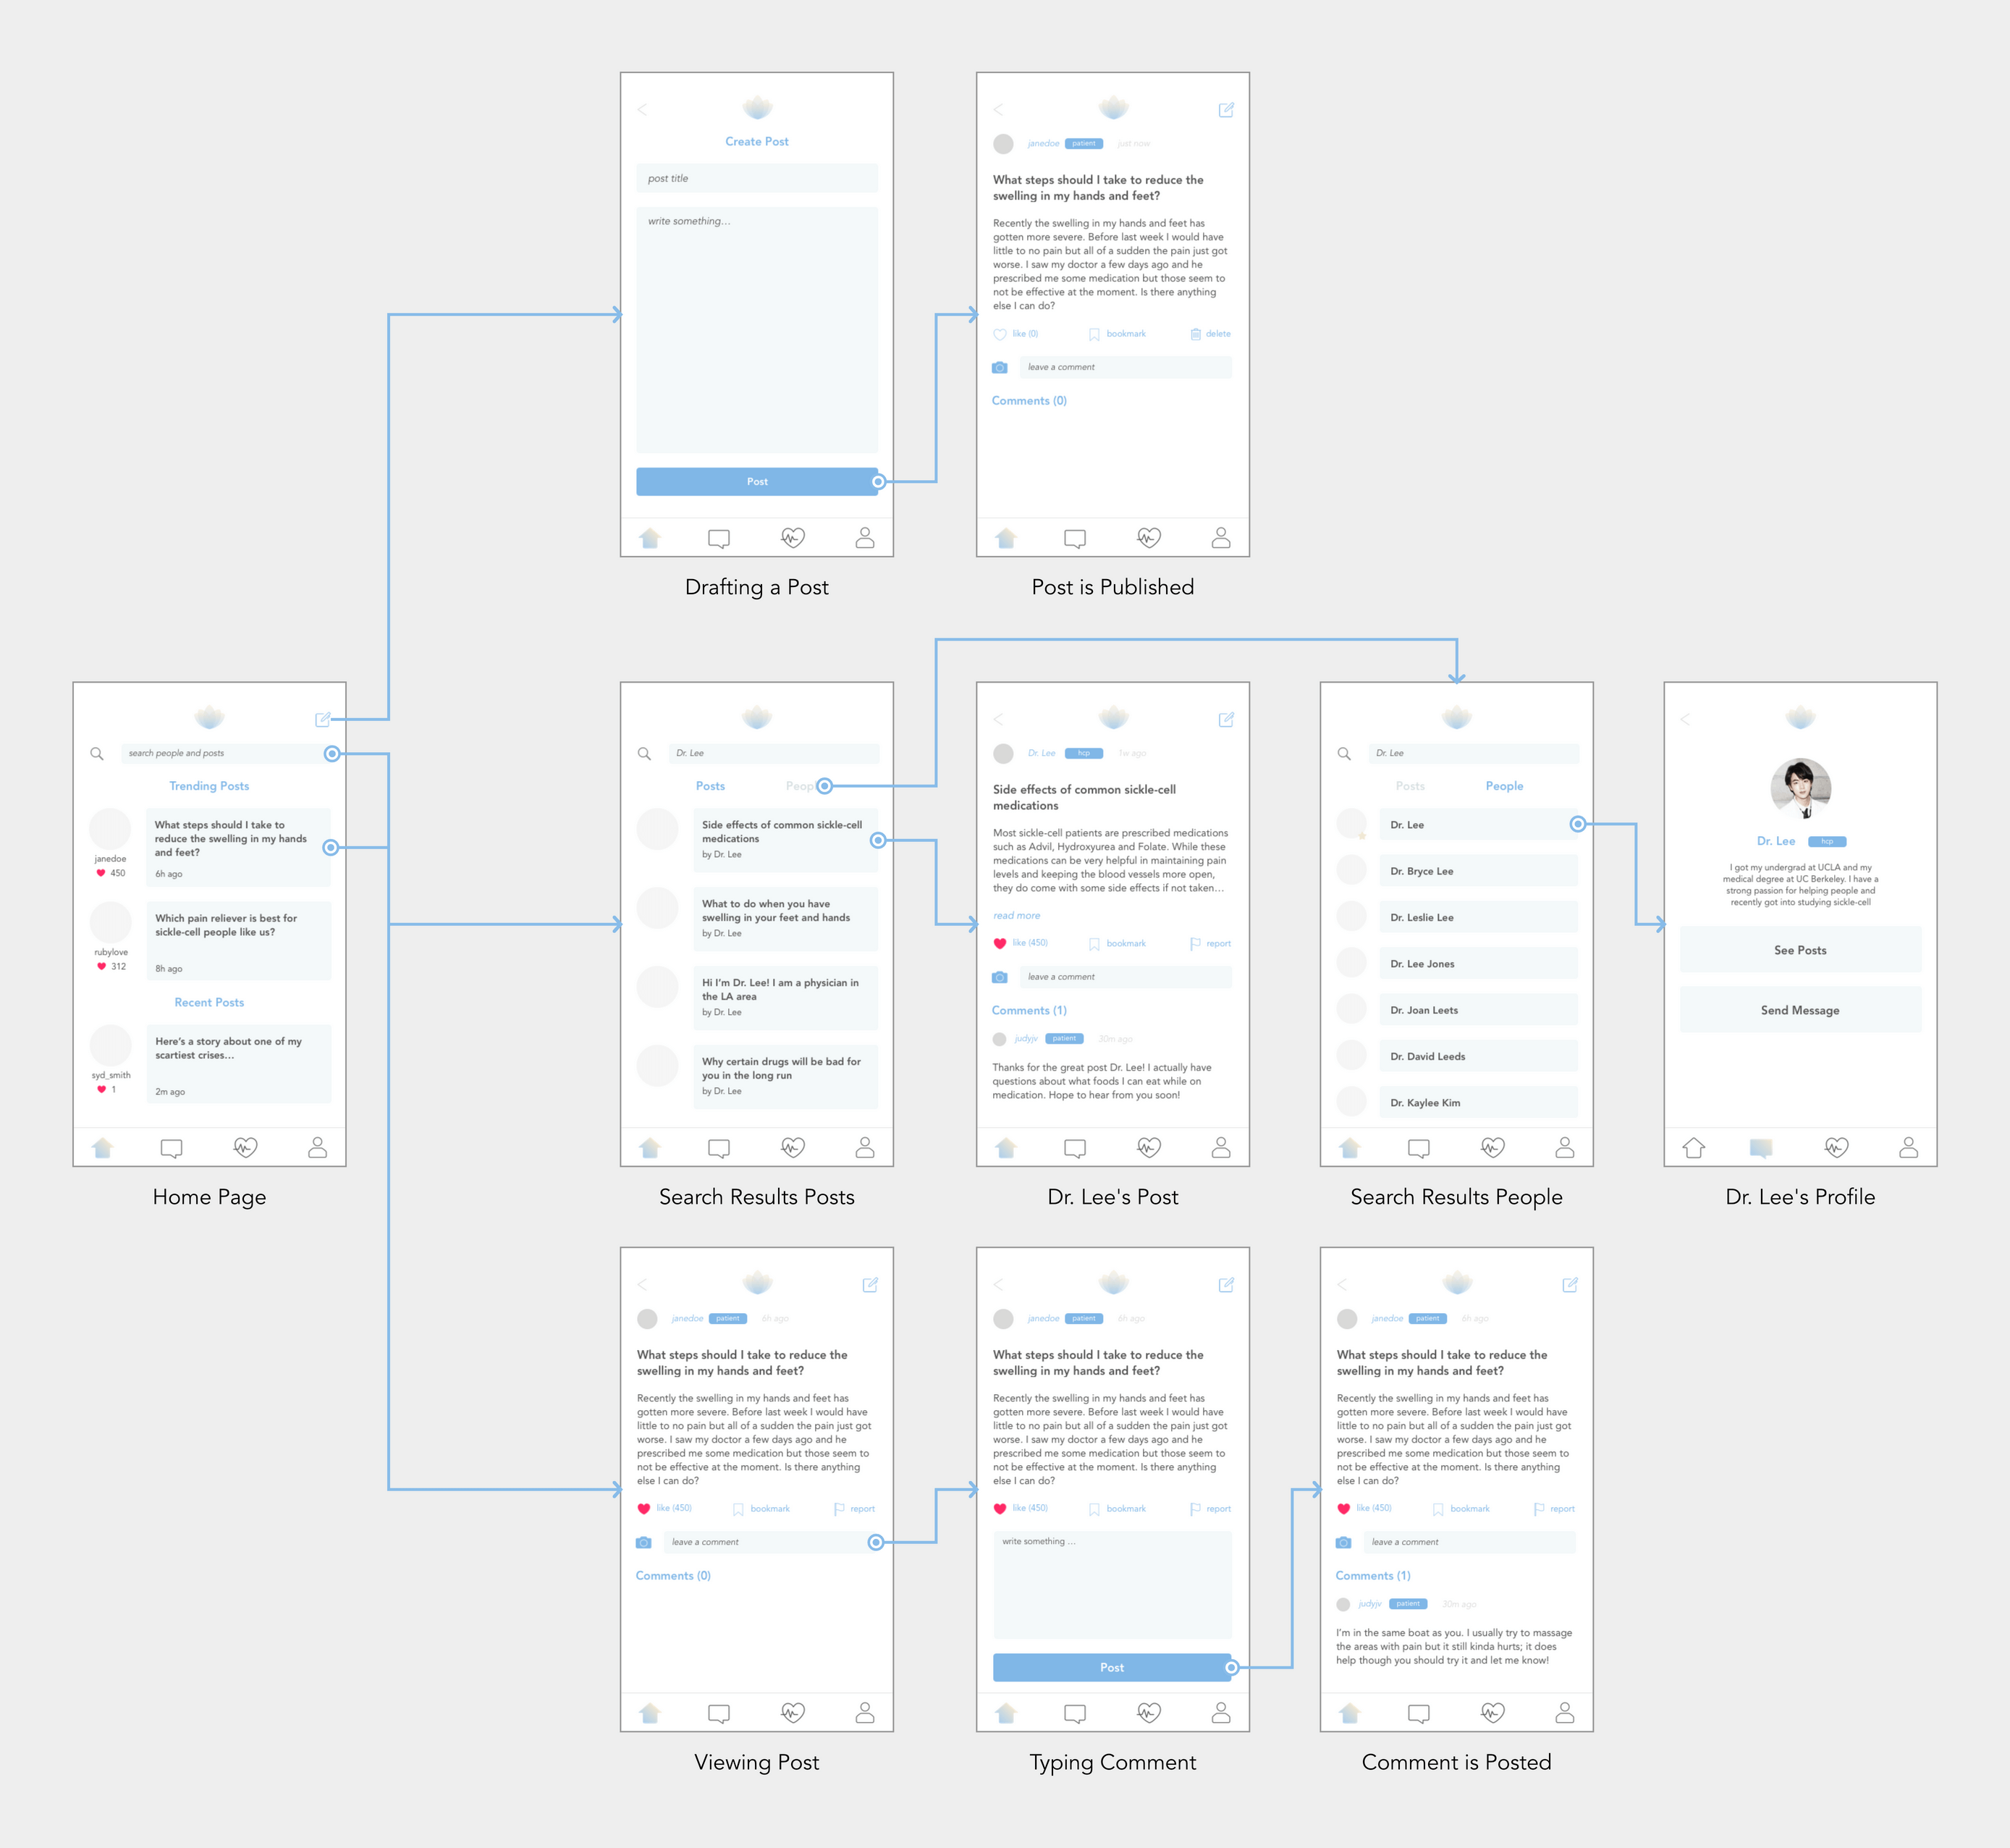 Create Post
post title
write something...
Post
Drafting a Post
janedoe patient just now
What steps should I take to reduce the
swelling in my hands and feet?
Recently the swelling in my hands and feet has
gotten more severe. Before last week I would have
little to no pain but all of a sudden the pain just got
worse. I saw my doctor a few days ago and he
prescribed me some medication but those seem to
not be effective at the moment. Is there anything
else I can do?
like (0) bookmark delete
leave a comment
Comments (0)
Post is Published
search people and posts
Trending Posts
What steps should I take to
reduce the swelling in my hands
and feet?
6h ago
janedoe
450
Which pain reliever is best for
sickle-cell people like us?
8h ago
rubylove
312
Recent Posts
Here's a story about one of my
scartiest crises...
2m ago
syd_smith
1
Home Page
Dr. Lee
Posts Peop
Side effects of common sickle-cell
medications
by Dr. Lee
What to do when you have
swelling in your feet and hands
by Dr. Lee
Hi I'm Dr. Lee! I am a physician in
the LA area
by Dr. Lee
Why certain drugs will be bad for
you in the long run
by Dr. Lee
Search Results Posts
Dr. Lee hcp 1w ago
Side effects of common sickle-cell
medications
Most sickle-cell patients are prescribed medications
such as Advil, Hydroxyurea and Folate. While these
medications can be very helpful in maintaining pain
levels and keeping the blood vessels more open,
they do come with some side effects if not taken...
read more
like (450) bookmark report
leave a comment
Comments (1)
judyjv patient 30m ago
Thanks for the great post Dr. Lee! I actually have
questions about what foods I can eat while on
medication. Hope to hear from you soon!
Dr. Lee's Post
Dr. Lee
Posts People
Dr. Lee
Dr. Bryce Lee
Dr. Leslie Lee
Dr. Lee Jones
Dr. Joan Leets
Dr. David Leeds
Dr. Kaylee Kim
Search Results People
Dr. Lee hcp
I got my undergrad at UCLA and my
medical degree at UC Berkeley. I have a
strong passion for helping people and
recently got into studying sickle-cell
See Posts
Send Message
Dr. Lee's Profile
janedoe patient 6h ago
What steps should I take to reduce the
swelling in my hands and feet?
Recently the swelling in my hands and feet has
gotten more severe. Before last week I would have
little to no pain but all of a sudden the pain just got
worse. I saw my doctor a few days ago and he
prescribed me some medication but those seem to
not be effective at the moment. Is there anything
else I can do?
like (450) bookmark report
leave a comment
Comments (0)
Viewing Post
janedoe patient 6h ago
What steps should I take to reduce the
swelling in my hands and feet?
Recently the swelling in my hands and feet has
gotten more severe. Before last week I would have
little to no pain but all of a sudden the pain just got
worse. I saw my doctor a few days ago and he
prescribed me some medication but those seem to
not be effective at the moment. Is there anything
else I can do?
like (450) bookmark report
write something ...
Post
Typing Comment
janedoe patient 6h ago
What steps should I take to reduce the
swelling in my hands and feet?
Recently the swelling in my hands and feet has
gotten more severe. Before last week I would have
little to no pain but all of a sudden the pain just got
worse. I saw my doctor a few days ago and he
prescribed me some medication but those seem to
not be effective at the moment. Is there anything
else I can do?
like (450) bookmark report
leave a comment
Comments (1)
judyjv patient 30m ago
I'm in the same boat as you. I usually try to massage
the areas with pain but it still kinda hurts; it does
help though you should try it and let me know!
Comment is Posted